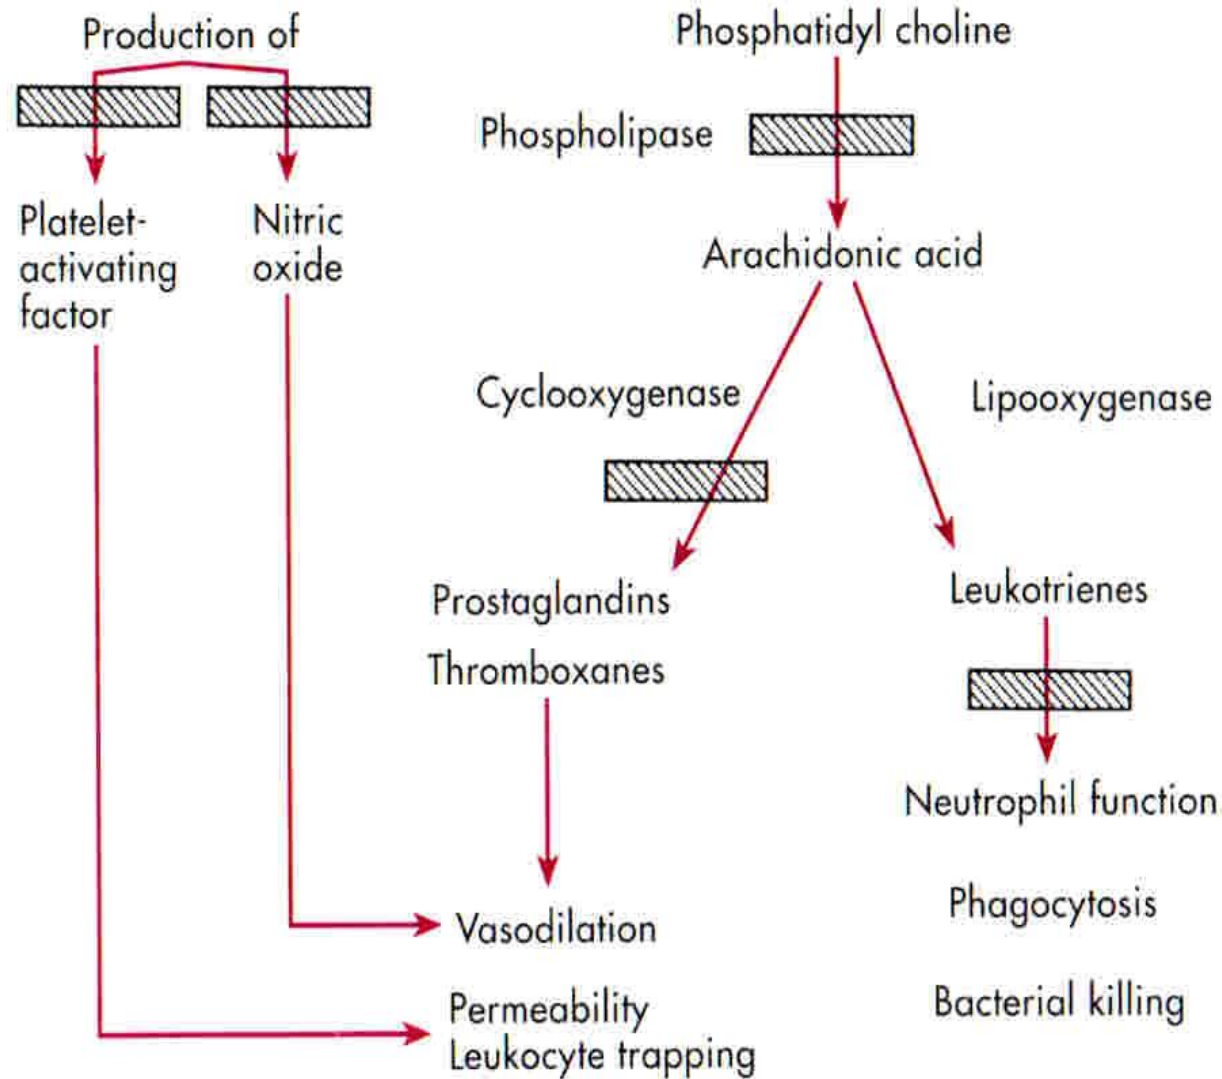 Production of
Platelet-
activating
factor
Nitric
oxide
Phosphatidyl choline
Phospholipase
Arachidonic acid
Cyclooxygenase
Lipooxygenase
Prostaglandins
Thromboxanes
Leukotrienes
Neutrophil function
Phagocytosis
Bacterial killing
Vasodilation
Permeability
Leukocyte trapping